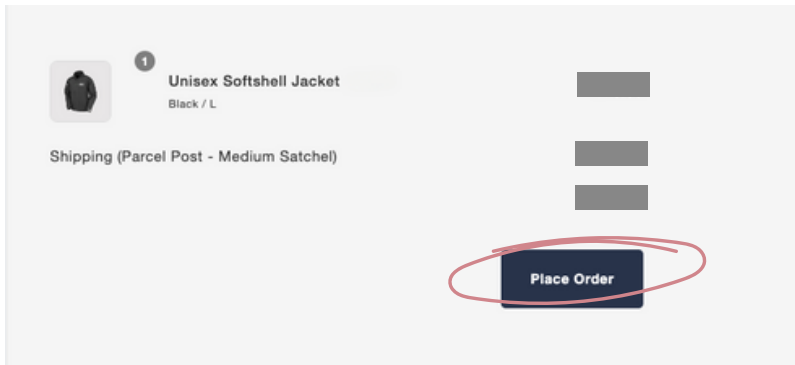 1
Unisex Softshell Jacket
Black / L
Shipping (Parcel Post - Medium Satchel)
Place Order